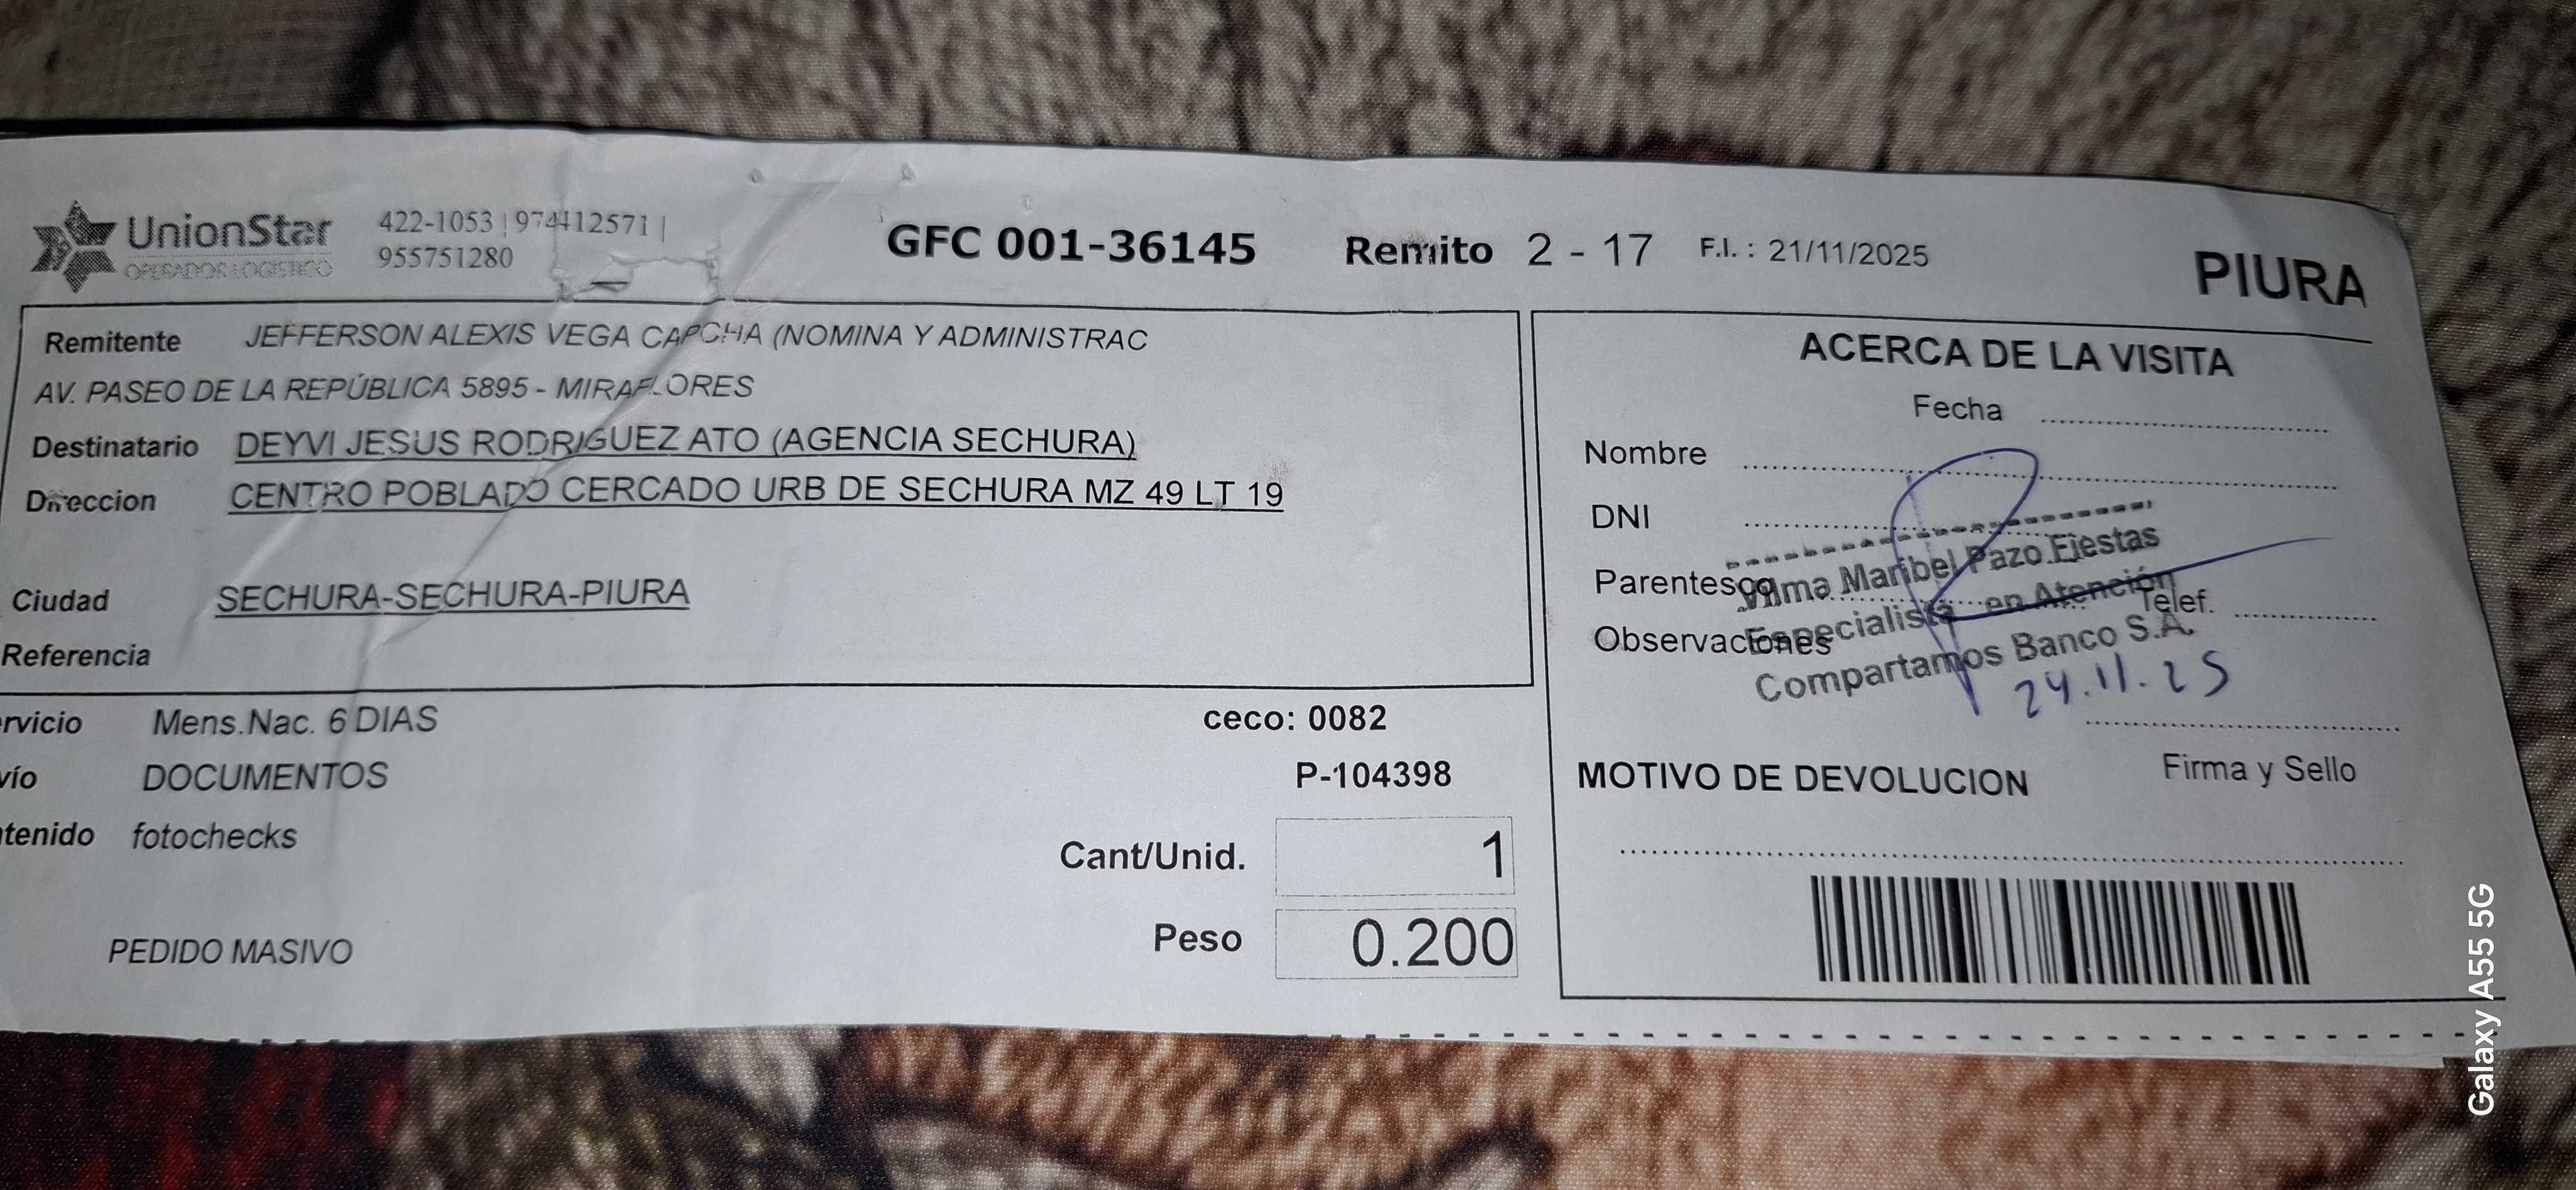 UnionStar
OPERADOR LOGISTICO
422-1053 | 974412571 |
955751280
GFC 001-36145 Remito 2 - 17 F.I. : 21/11/2025
PIURA
Remitente JEFFERSON ALEXIS VEGA CAPCHA (NOMINA Y ADMINISTRAC
AV. PASEO DE LA REPÚBLICA 5895 - MIRAFLORES
Destinatario DEYVI JESUS RODRIGUEZ ATO (AGENCIA SECHURA)
Direccion CENTRO POBLADO CERCADO URB DE SECHURA MZ 49 LT 19
Ciudad SECHURA-SECHURA-PIURA
Referencia
rvicio Mens.Nac. 6 DIAS
ceco: 0082
vío DOCUMENTOS
P-104398
tenido fotochecks
Cant/Unid. 1
PEDIDO MASIVO
Peso 0.200
ACERCA DE LA VISITA
Fecha
Nombre
DNI
Parentesco
Telef.
Observaciones
Vilma Maribel Pazo Fiestas
Especialista en Atención
Compartamos Banco S.A.
24.11.25
Firma y Sello
MOTIVO DE DEVOLUCION
Galaxy A55 5G